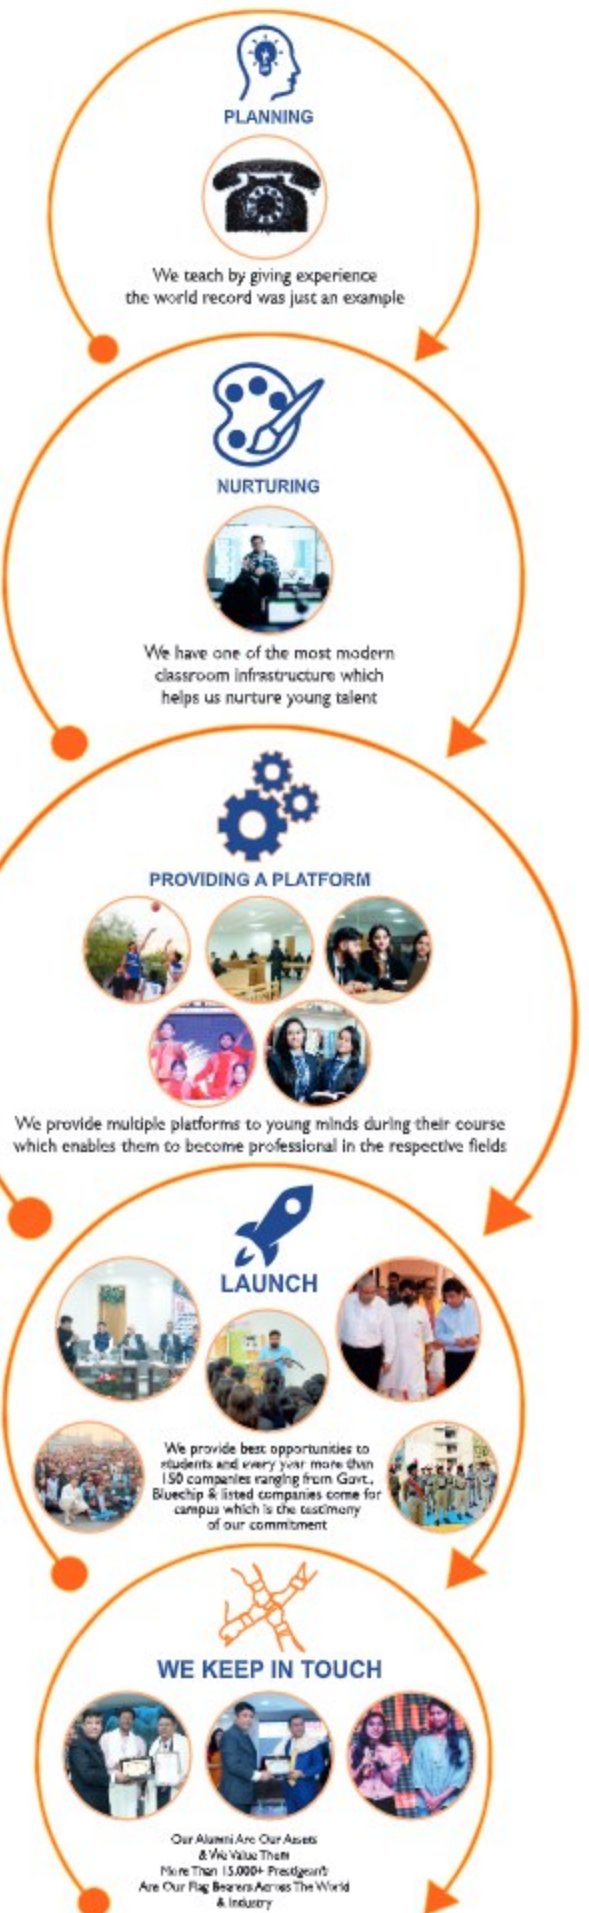 PLANNING
We teach by giving experience
the world record was just an example
NURTURING
We have one of the most modern
classroom infrastructure which
helps us nurture young talent
PROVIDING A PLATFORM
We provide multiple platforms to young minds during their course
which enables them to become professional in the respective fields
LAUNCH
We provide best opportunities to
students and every year more than
150 companies ranging from Govt.,
Bluechip & listed companies come for
campus which is the testimony
of our commitment
WE KEEP IN TOUCH
Our Alumni Are Our Assets
& We Value Them
More Than 15,000+
Are Our Flag Bearers Across The World
& Industry